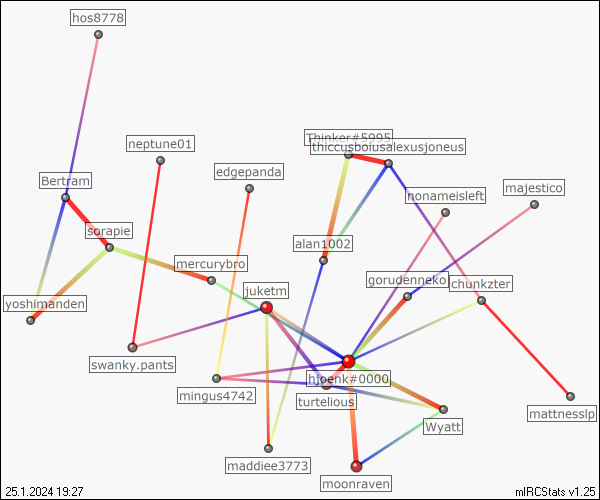 hos8778
neptune01
Thinker#5995
thiccusboiusalexusjoneus
edgepanda
Bertram
nonameisleft
majestico
sorapie
alan1002
mercurybro
gorudenneko
chunkzter
juketm
yoshimanden
swanky.pants
hjoenk#0000
mingus4742
turtelious
mattnesslp
Wyatt
maddiee3773
moonraven
25.1.2024 19:27
mIRCStats v1.25